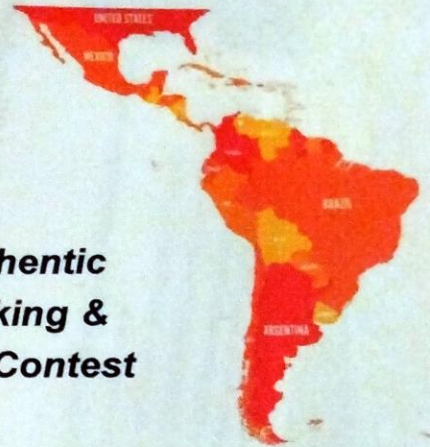 UNITED STATES
MEXICO
BRAZIL
hentic
king &
Contest
ARGENTINA